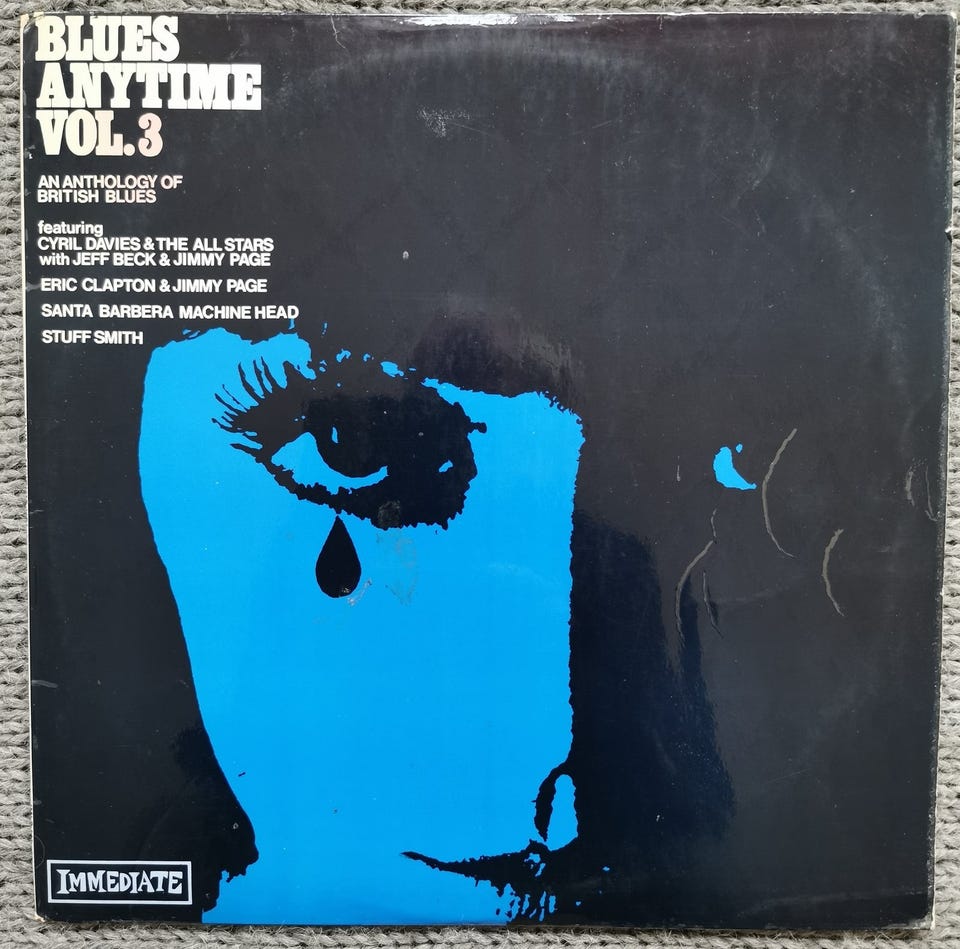 BLUES
ANYTIME
VOL.3
AN ANTHOLOGY OF
BRITISH BLUES
featuring
CYRIL DAVIES & THE ALL STARS
with JEFF BECK & JIMMY PAGE
ERIC CLAPTON & JIMMY PAGE
SANTA BARBERA MACHINE HEAD
STUFF SMITH
IMMEDIATE